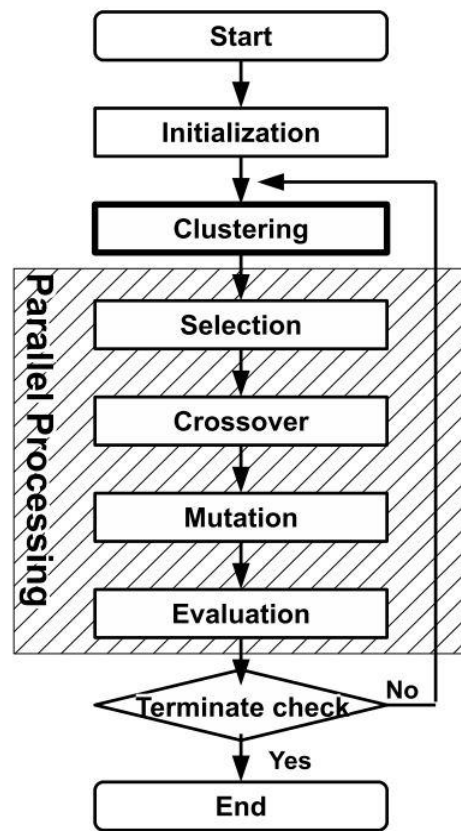 Start
Initialization
Clustering
Parallel Processing
Selection
Crossover
Mutation
Evaluation
Terminate check
No
Yes
End